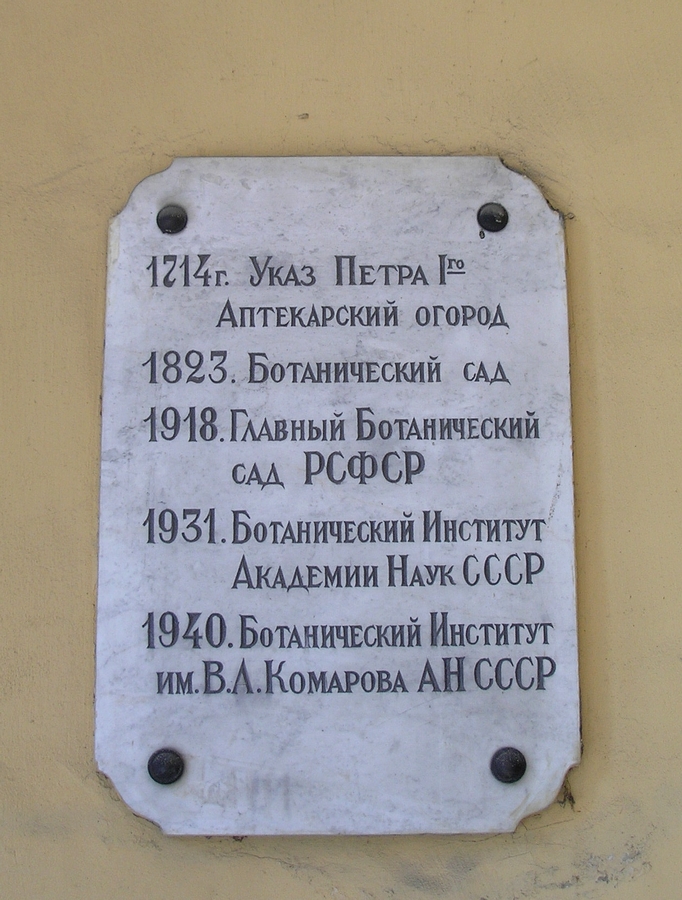 1714г. Указ Петра Iго
Аптекарский огород
1823. Ботанический сад
1918. Главный Ботанический
сад РСФСР
1931. Ботанический Институт
Академии Наук СССР
1940. Ботанический Институт
им. В.Л. Комарова АН СССР